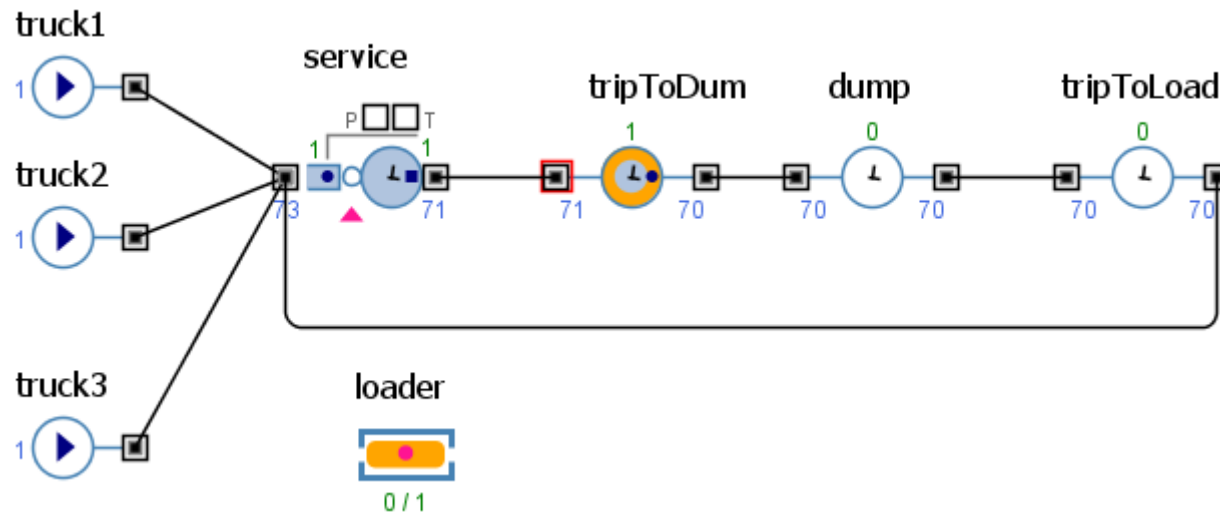 truck1
1
service
P T
1 1
73 71
tripToDum
1
71 70
dump
0
70 70
tripToLoad
0
70 70
truck2
1
truck3
1
loader
0 / 1